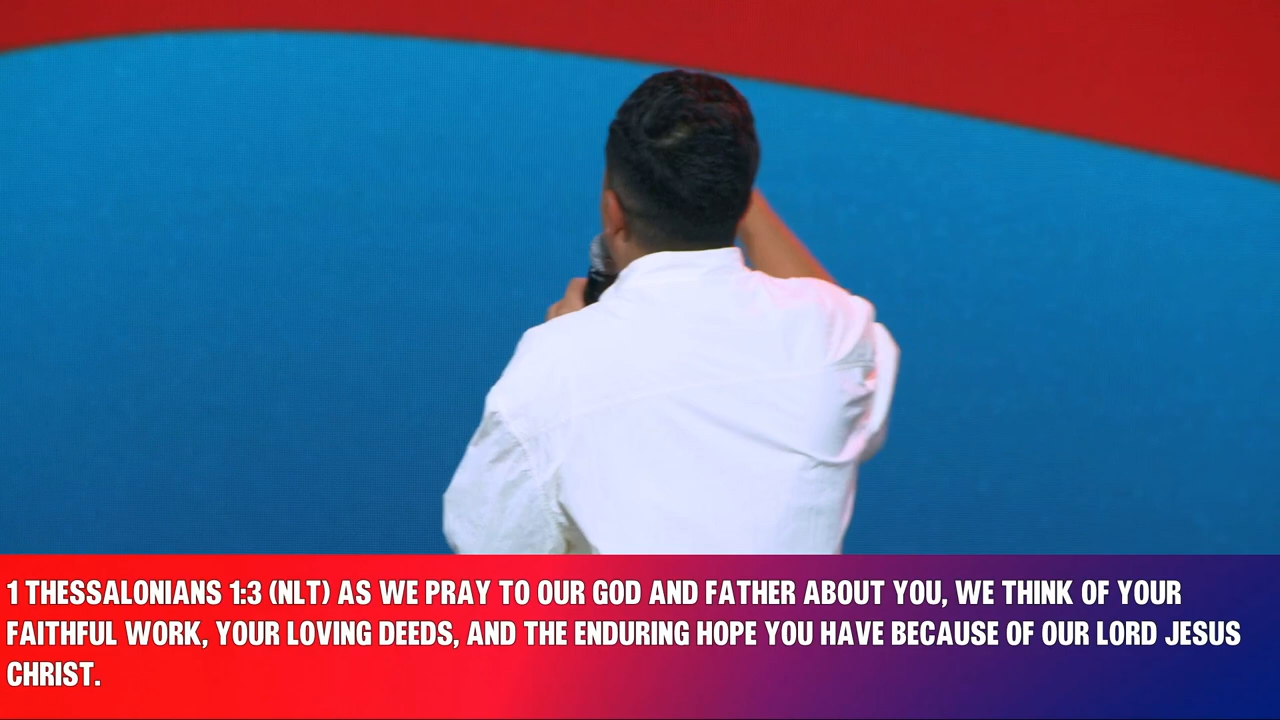 1 THESSALONIANS 1:3 (NLT) AS WE PRAY TO OUR GOD AND FATHER ABOUT YOU, WE THINK OF YOUR
FAITHFUL WORK, YOUR LOVING DEEDS, AND THE ENDURING HOPE YOU HAVE BECAUSE OF OUR LORD JESUS
CHRIST.